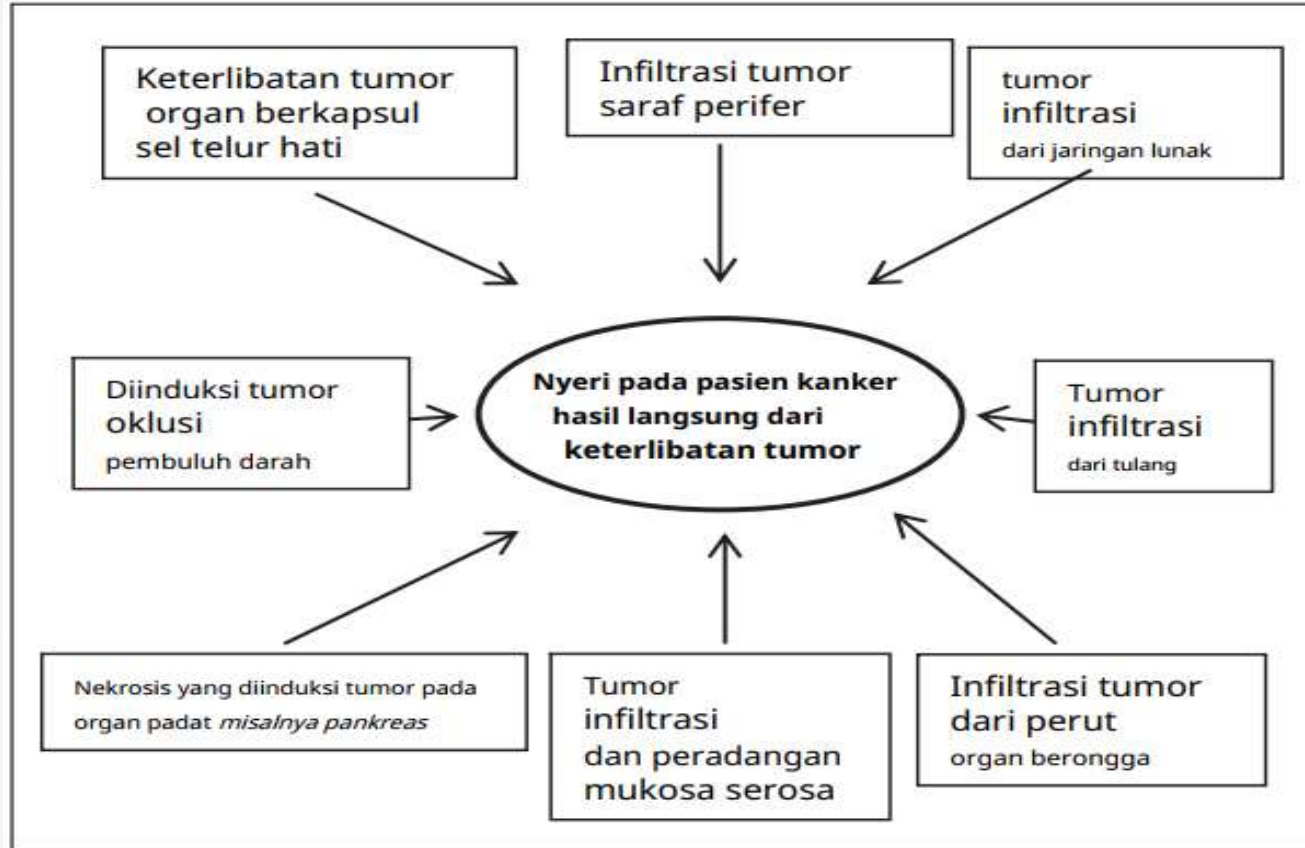 Keterlibatan tumor
organ berkapsul
sel telur hati
Infiltrasi tumor
saraf perifer
tumor
infiltrasi
dari jaringan lunak
Diinduksi tumor
oklusi
pembuluh darah
Nyeri pada pasien kanker
hasil langsung dari
keterlibatan tumor
Tumor
infiltrasi
dari tulang
Nekrosis yang diinduksi tumor pada
organ padat misalnya pankreas
Tumor
infiltrasi
dan peradangan
mukosa serosa
Infiltrasi tumor
dari perut
organ berongga